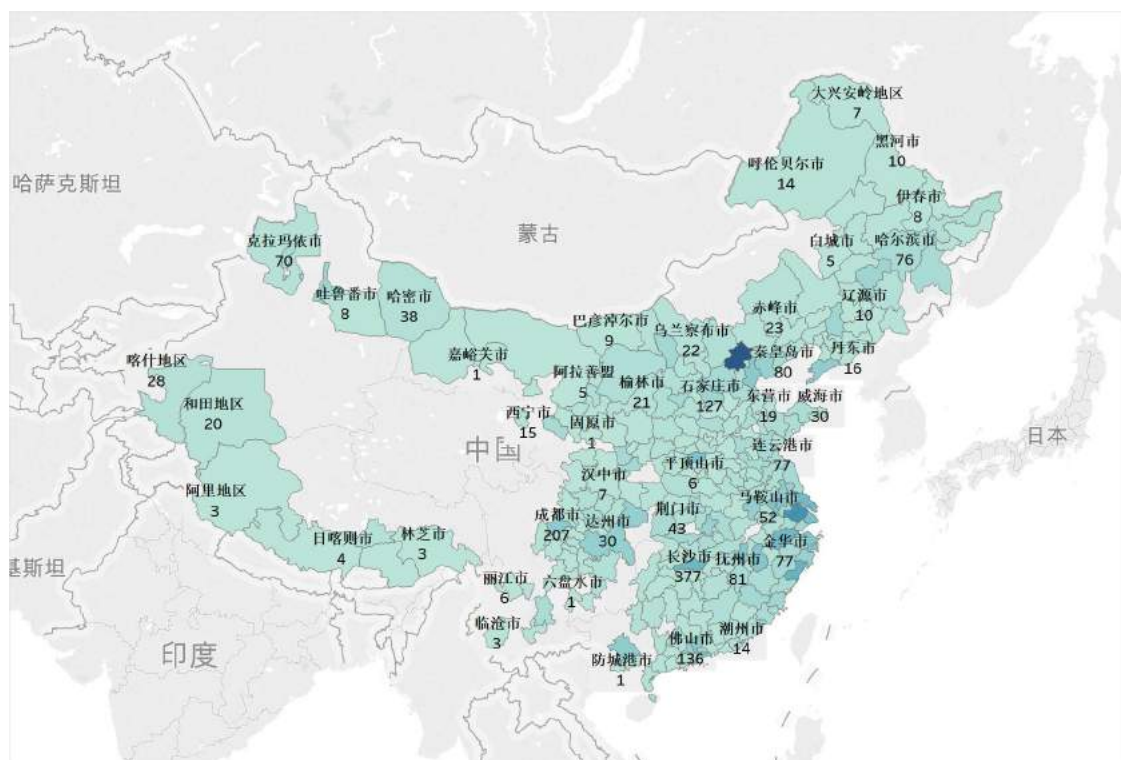 大兴安岭地区
7
黑河市
10
呼伦贝尔市
14
哈萨克斯坦
伊春市
8
克拉玛依市
70
蒙古
白城市
5
哈尔滨市
76
吐鲁番市
8
哈密市
38
赤峰市
23
辽源市
10
巴彦淖尔市
9
乌兰察布市
22
秦皇岛市
80
丹东市
16
嘉峪关市
1
喀什地区
28
阿拉善盟
5
榆林市
21
石家庄市
127
东营市
19
威海市
30
和田地区
20
西宁市
15
固原市
1
中国
日本
连云港市
77
汉中市
7
平顶山市
6
阿里地区
3
马鞍山市
52
成都市
207
达州市
30
荆门市
43
日喀则市
4
林芝市
3
金华市
77
长沙市
377
抚州市
81
基斯坦
丽江市
6
六盘水市
1
印度
临沧市
3
佛山市
136
潮州市
14
防城港市
1